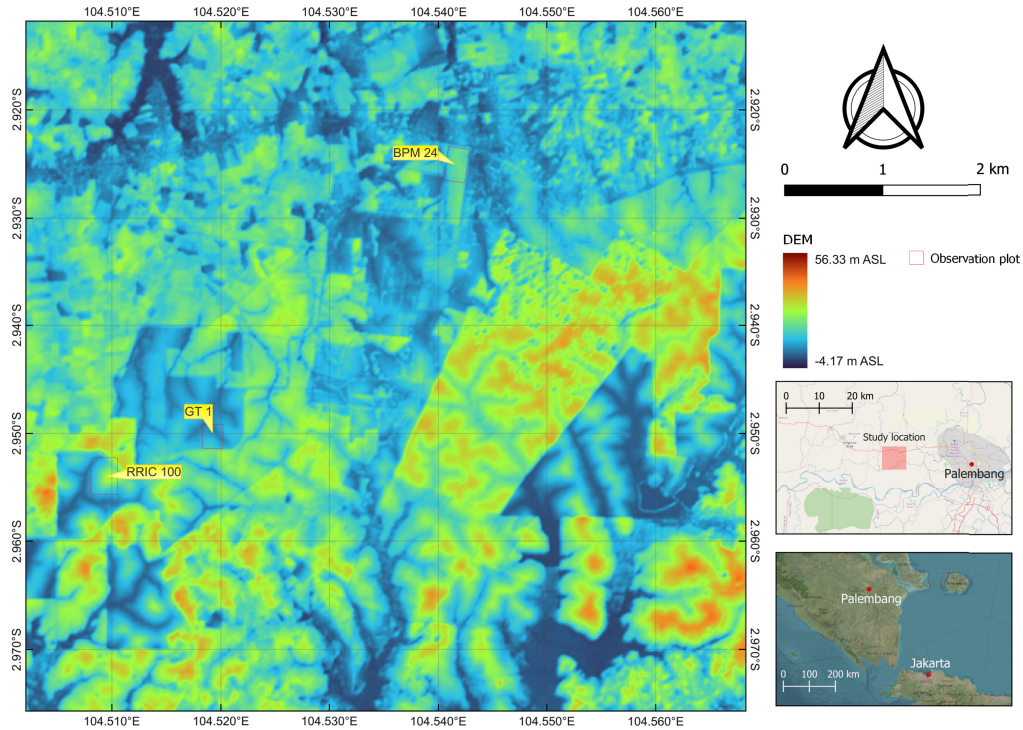 104.510°E 104.520°E 104.530°E 104.540°E 104.550°E 104.560°E
2.920°S
2.930°S
2.940°S
2.950°S
2.960°S
2.970°S
BPM 24
GT 1
RRIC 100
2.920°S
2.930°S
2.940°S
2.950°S
2.960°S
2.970°S
104.510°E 104.520°E 104.530°E 104.540°E 104.550°E 104.560°E
0 1 2 km
DEM
56.33 m ASL
-4.17 m ASL
Observation plot
0 10 20 km
Study location
Palembang
Palembang
Jakarta
0 100 200 km